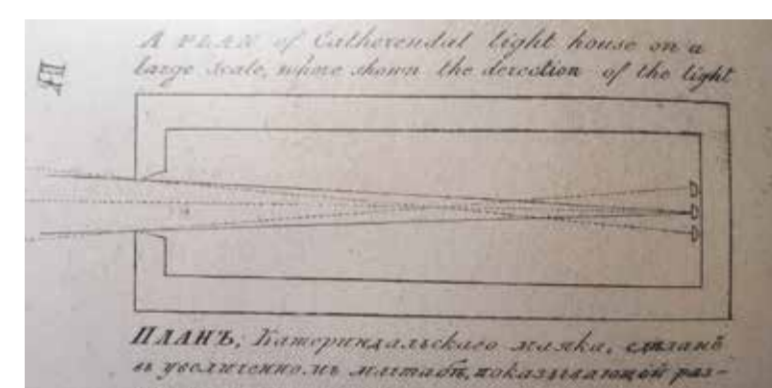 A PLAN of Catherendal light house on a
large Scale, where shown the derection of the light
ПЛАНЪ, Катериндальскаго маяка, сдѣланъ
въ увеличенномъ маштабѣ, показывающей раз-